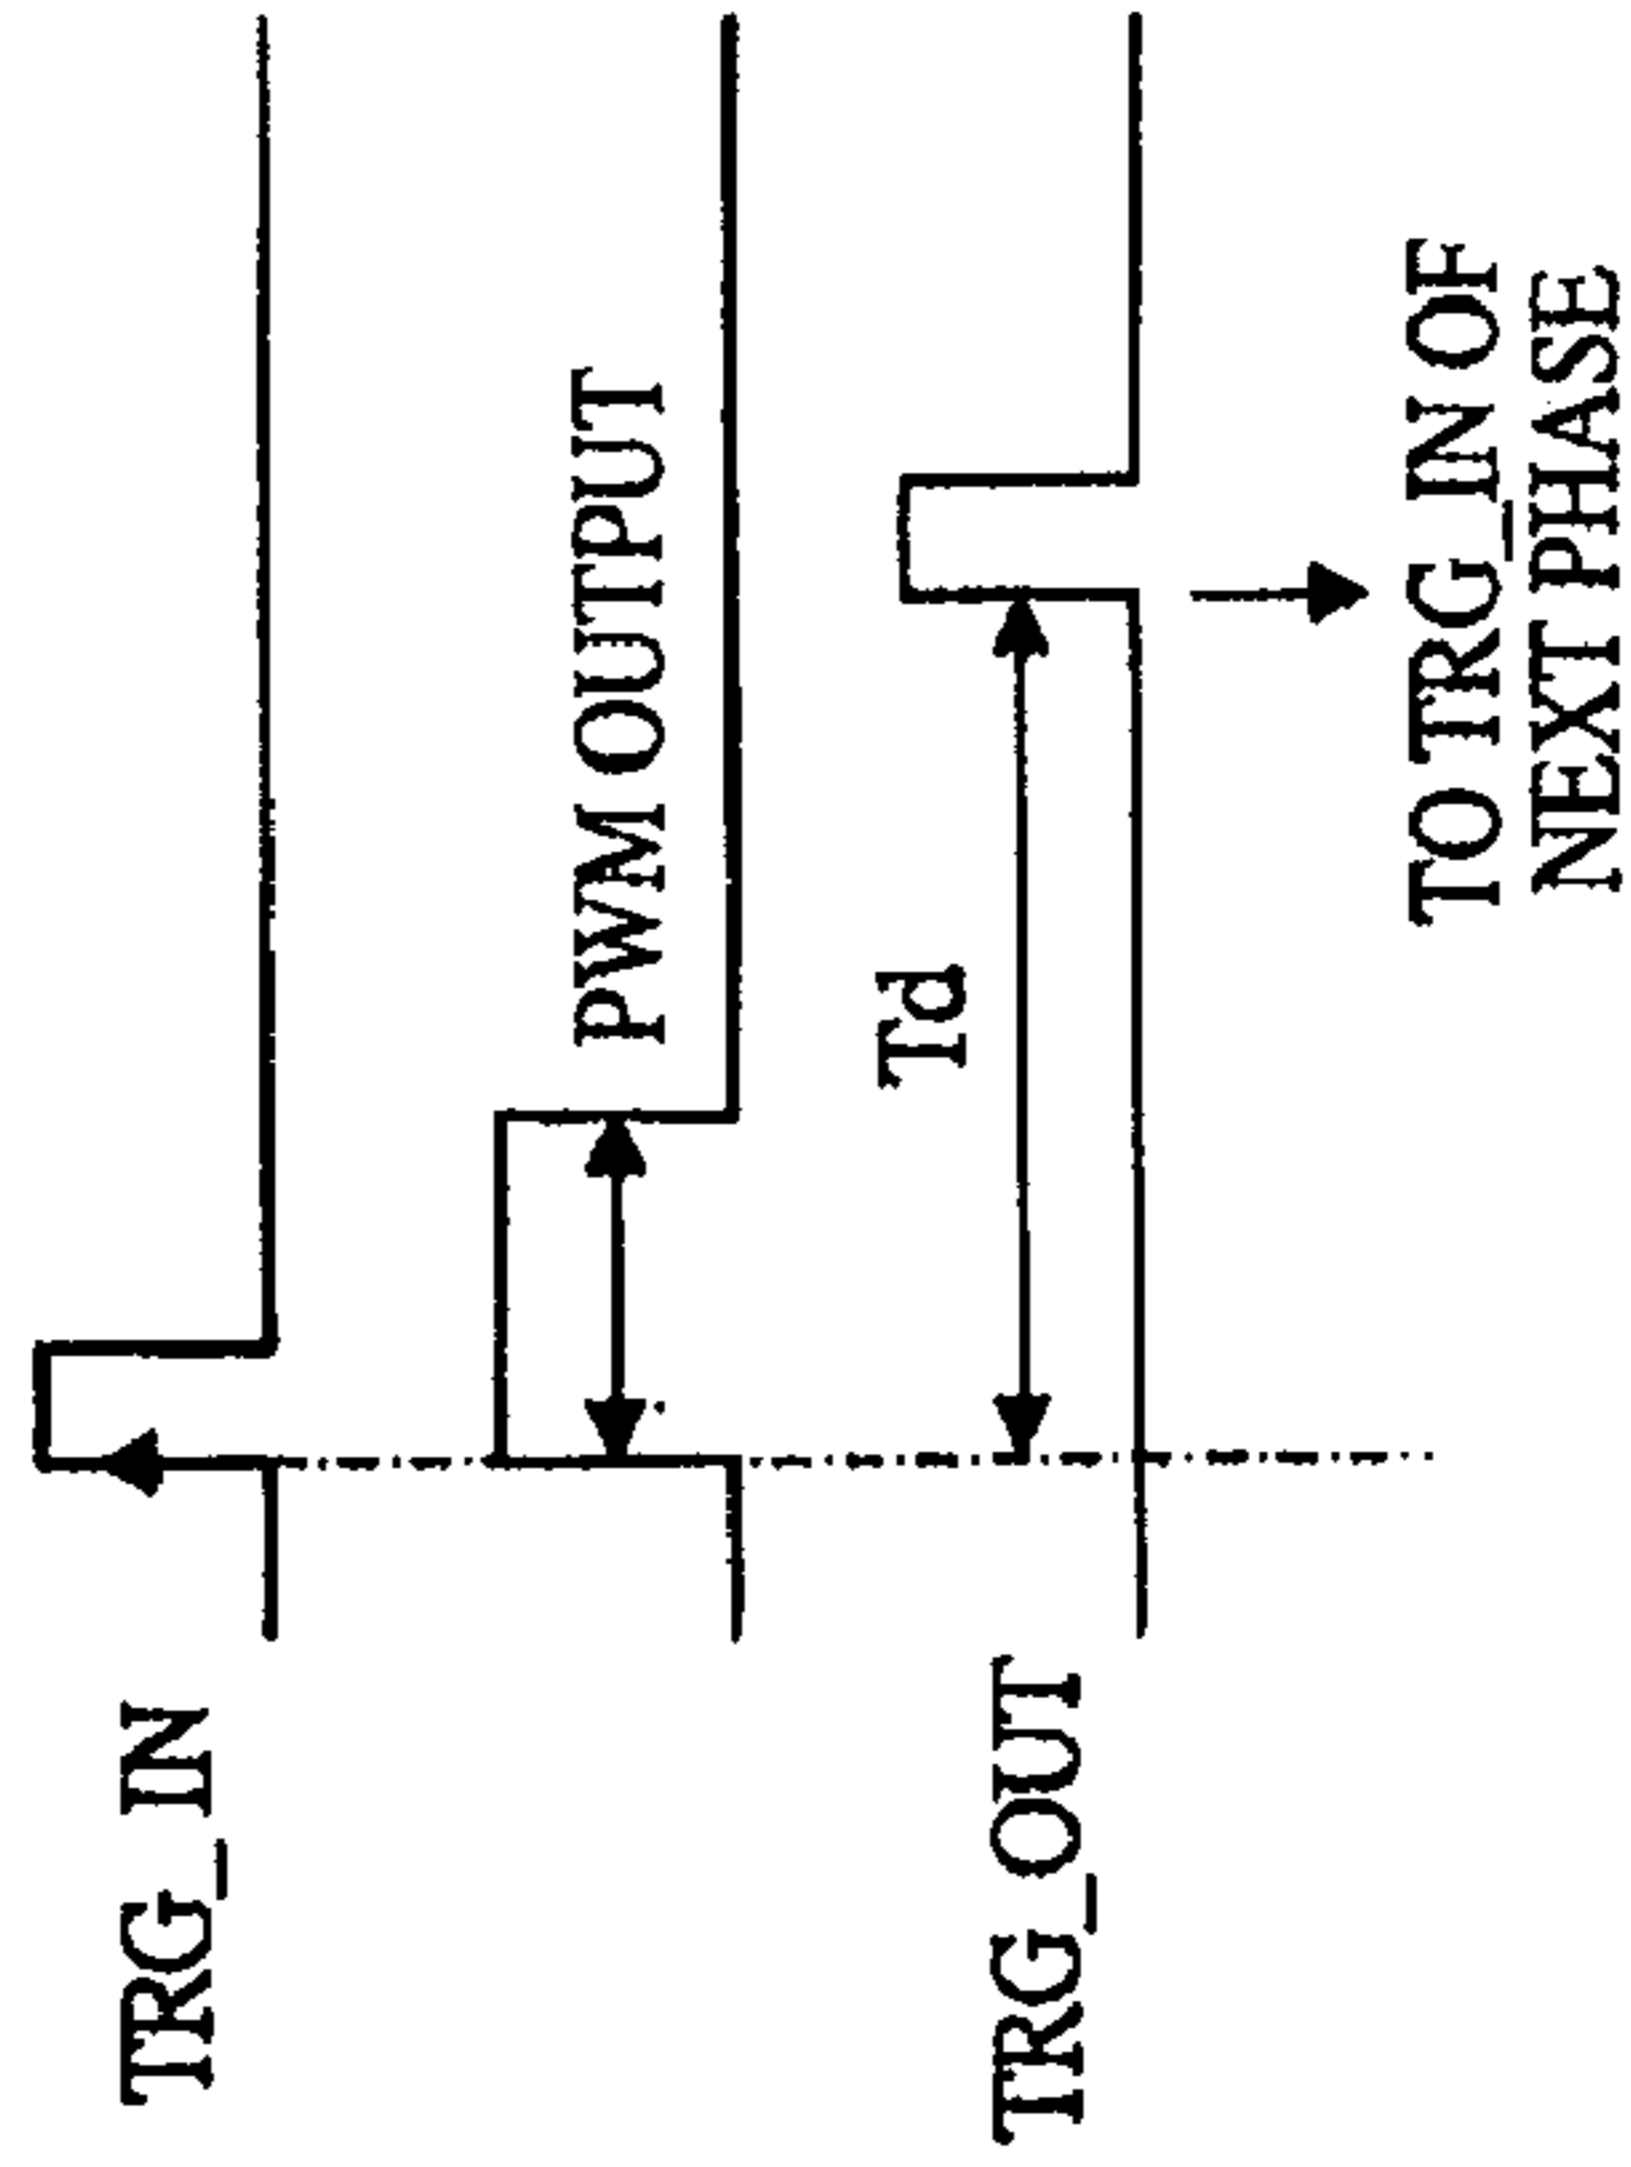 TRG_IN
PWM OUTPUT
Td
TRG_OUT
TO TRG_IN OF
NEXT PHASE